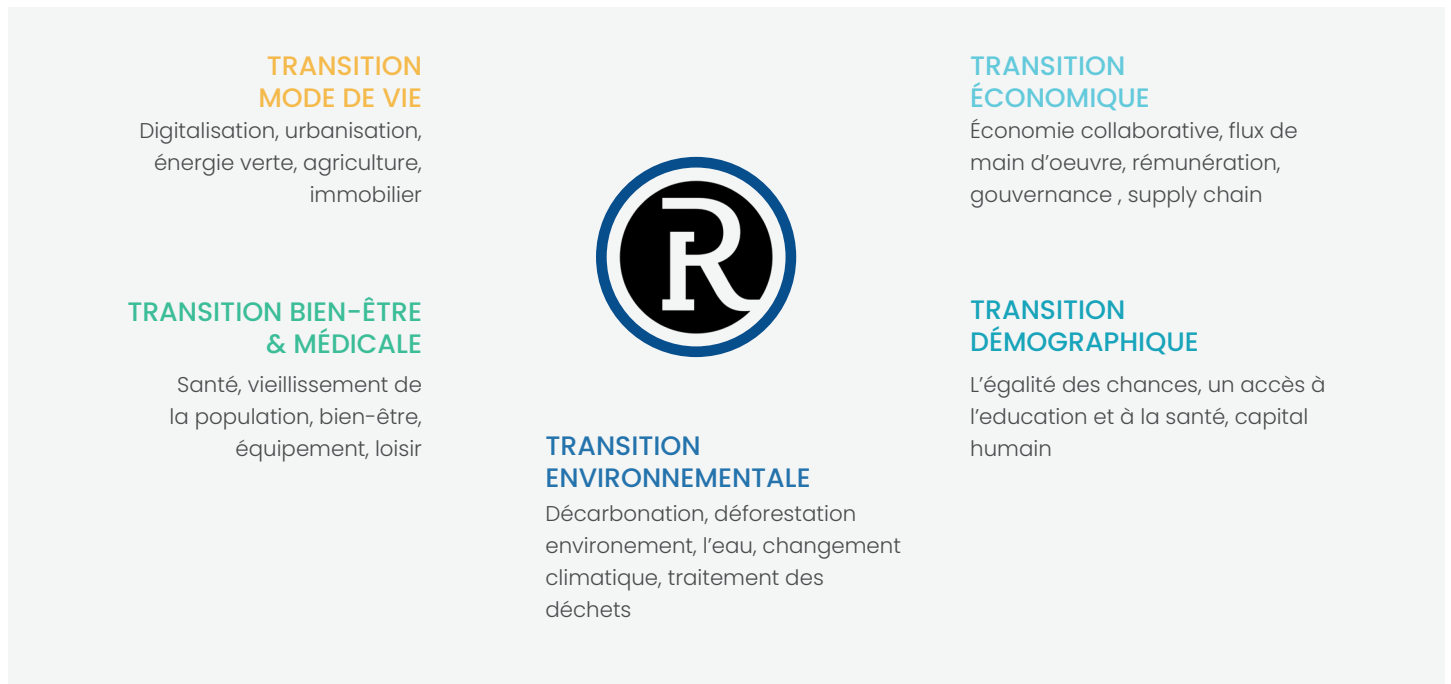 TRANSITION
MODE DE VIE
Digitalisation, urbanisation,
énergie verte, agriculture,
immobilier
TRANSITION
ÉCONOMIQUE
Économie collaborative, flux de
main d’oeuvre, rémunération,
gouvernance , supply chain
R
TRANSITION BIEN-ÊTRE
& MÉDICALE
Santé, vieillissement de
la population, bien-être,
équipement, loisir
TRANSITION
DÉMOGRAPHIQUE
L’égalité des chances, un accès à
l’education et à la santé, capital
humain
TRANSITION
ENVIRONNEMENTALE
Décarbonation, déforestation
environement, l’eau, changement
climatique, traitement des
déchets